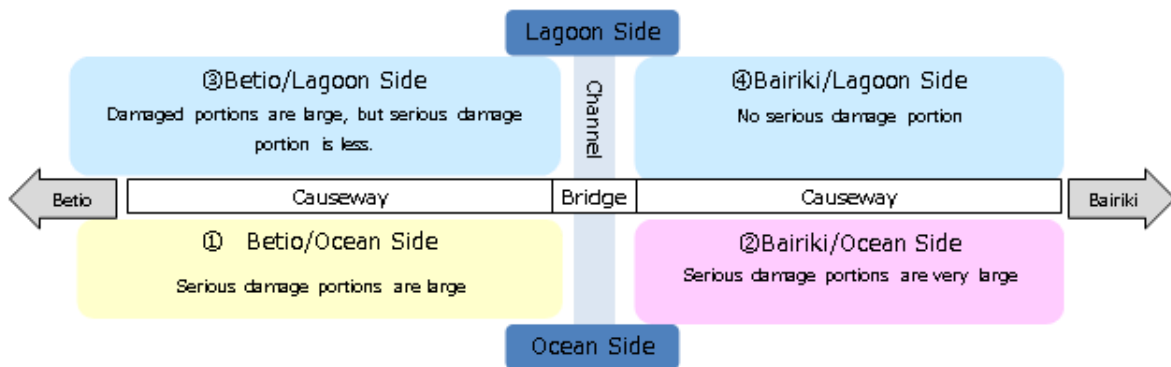 Lagoon Side
③Betio/Lagoon Side
Damaged portions are large, but serious damage
portion is less.
Channel
④Bairiki/Lagoon Side
No serious damage portion
Betio
Causeway
Bridge
Causeway
Bairiki
① Betio/Ocean Side
Serious damage portions are large
②Bairiki/Ocean Side
Serious damage portions are very large
Ocean Side